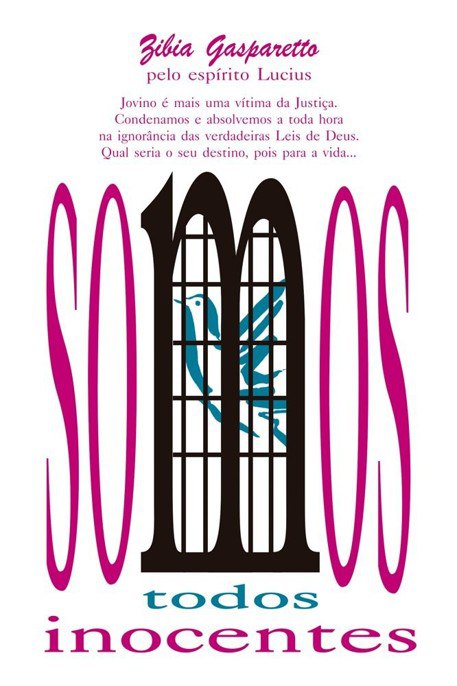 Zibia Gasparetto
pelo espírito Lucius
Jovino é mais uma vítima da Justiça.
Condenamos e absolvemos a toda hora
na ignorância das verdadeiras Leis de Deus.
Qual seria o seu destino, pois para a vida...
somos
todos
inocentes